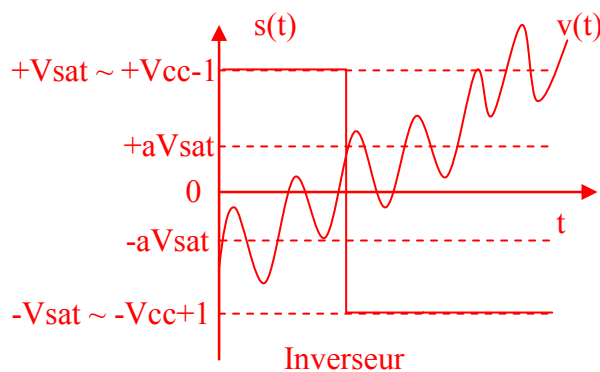 s(t)
v(t)
+Vsat ~ +Vcc-1
+aVsat
0
t
-aVsat
-Vsat ~ -Vcc+1
Inverseur